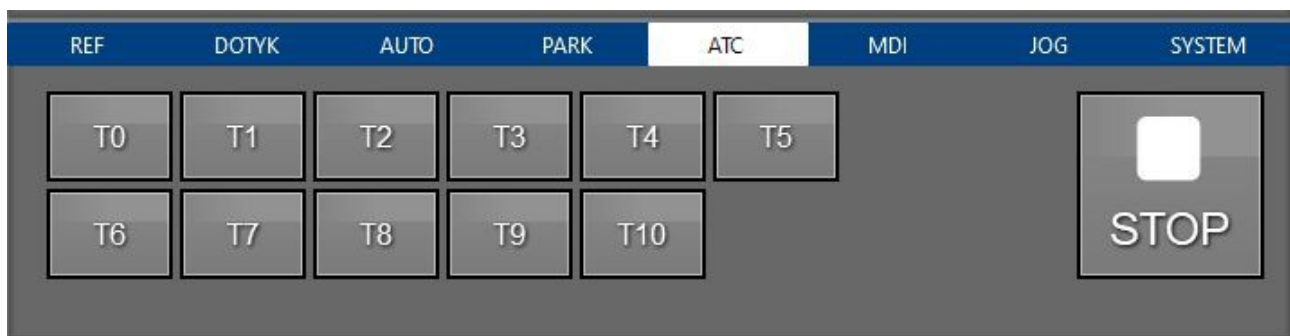 REF DOTYK AUTO PARK ATC MDI JOG SYSTEM
T0 T1 T2 T3 T4 T5
T6 T7 T8 T9 T10
STOP